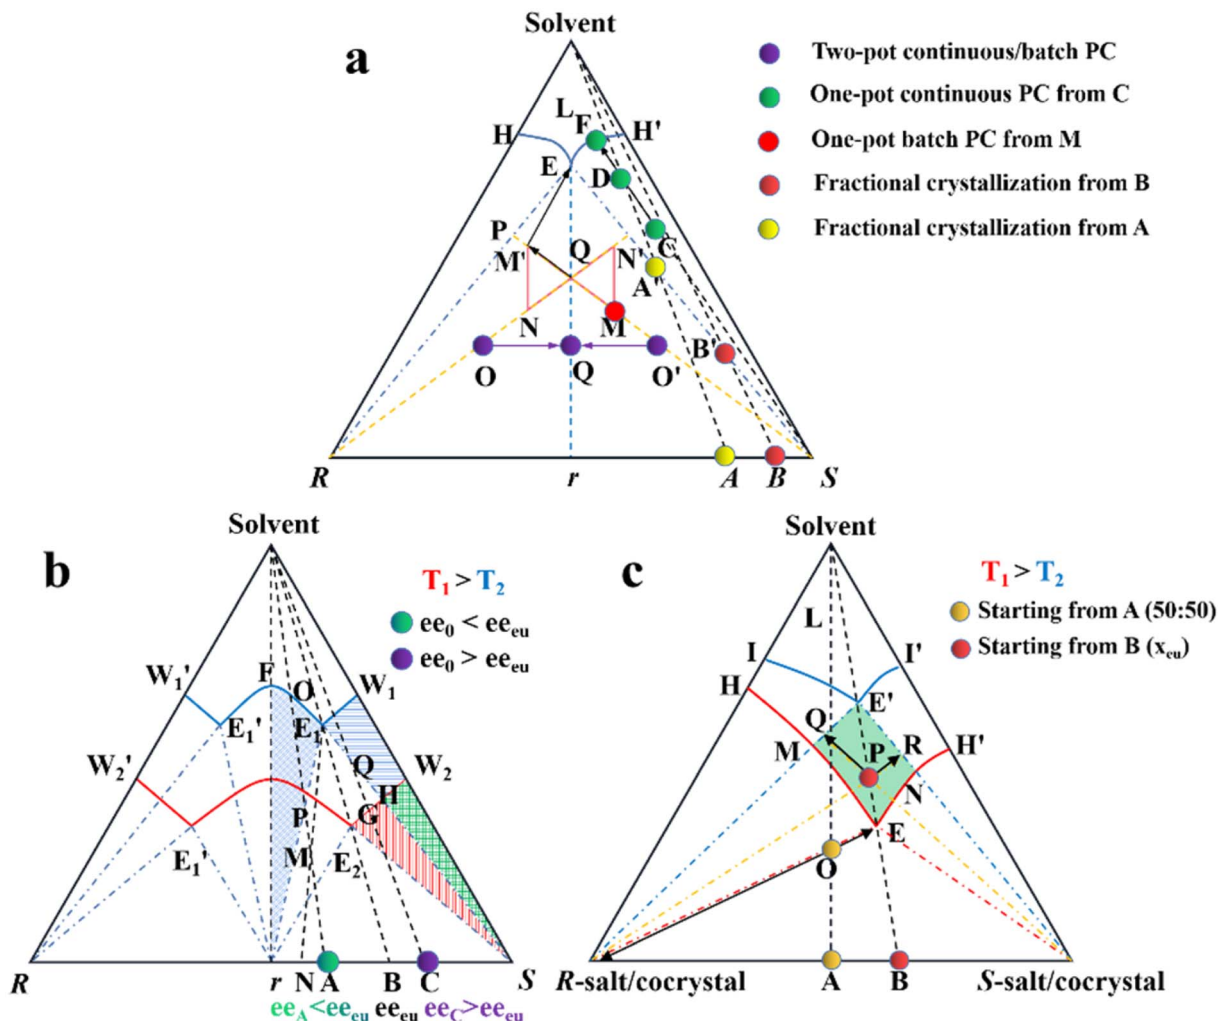 Solvent
a
Two-pot continuous/batch PC
One-pot continuous PC from C
One-pot batch PC from M
Fractional crystallization from B
Fractional crystallization from A
L
F
H
H'
E
D
P
C
M'
Q
N'
A'
N
M
B'
O
Q
O'
R
r
A
B
S
b
Solvent
T1 > T2
ee0 < eeeu
ee0 > eeeu
W1'
F
O
W1
E1'
E1
W2'
Q
W2
H
P
G
E1'
M
E2
R
r
N
A
B
C
S
eeA<eeeu eeeu eeC>eeeu
c
Solvent
T1 > T2
Starting from A (50:50)
Starting from B (xeu)
L
I
I'
H
E'
Q
M
P
R
H'
N
E
O
R-salt/cocrystal
A
B
S-salt/cocrystal